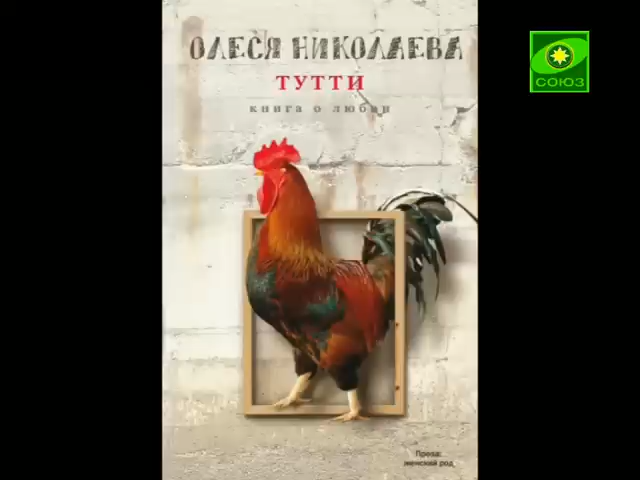 ОЛЕСЯ НИКОЛАЕВА
ТУТТИ
книга о любви
Проза:
женский род
СОЮЗ